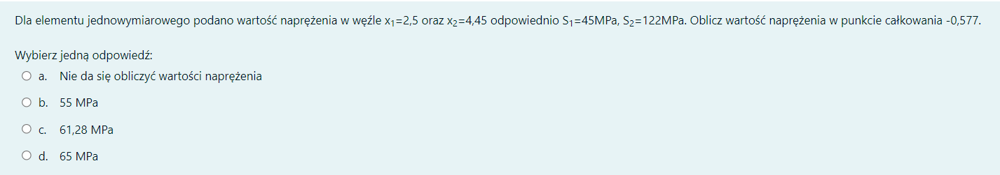 Dla elementu jednowymiarowego podano wartość naprężenia w węźle x₁=2,5 oraz x₂=4,45 odpowiednio S₁=45MPa, S₂=122MPa. Oblicz wartość naprężenia w punkcie całkowania -0,577.
Wybierz jedną odpowiedź:
a. Nie da się obliczyć wartości naprężenia
b. 55 MPa
c. 61,28 MPa
d. 65 MPa